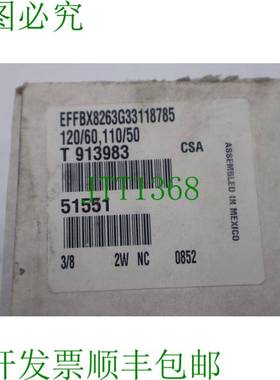 图片必究
EFFBX8263G33118785
120/60,110/50
T 913983 CSA
ITT1368
51551
3/8 2W NC 0852
ASSEMBLED IN MEXICO
开发票顺丰包邮